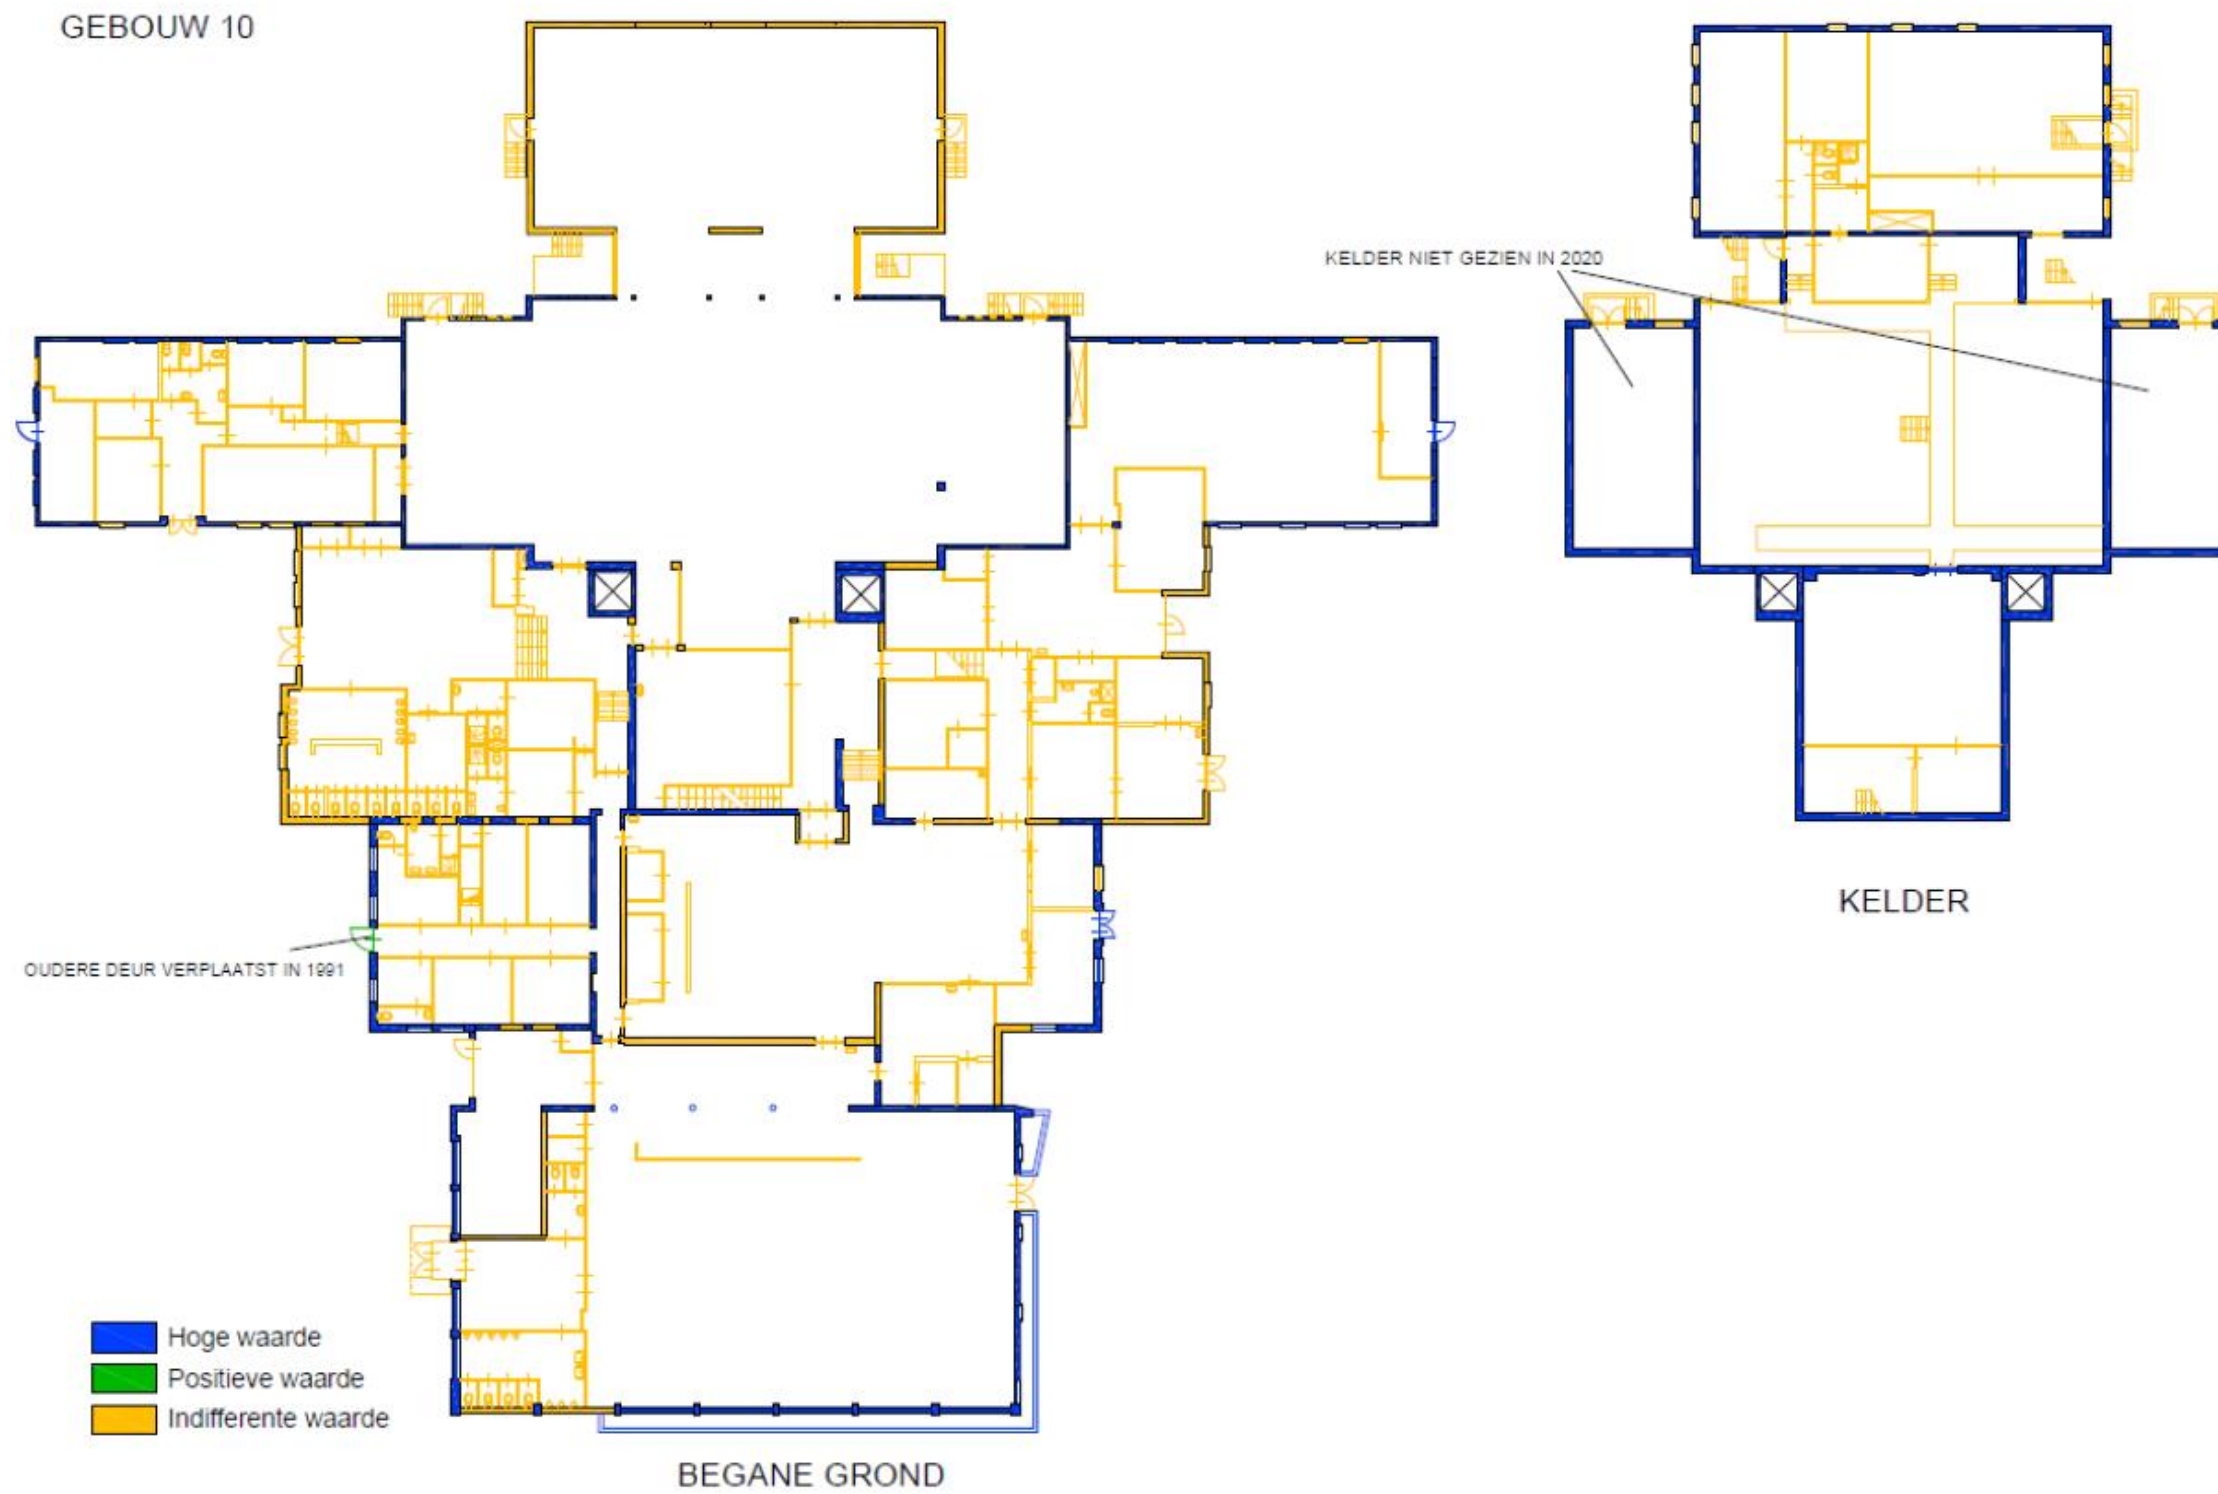 GEBOUW 10
KELDER NIET GEZIEN IN 2020
KELDER
OUDERE DEUR VERPLAATST IN 1991
Hoge waarde
Positieve waarde
Indifferente waarde
BEGANE GROND